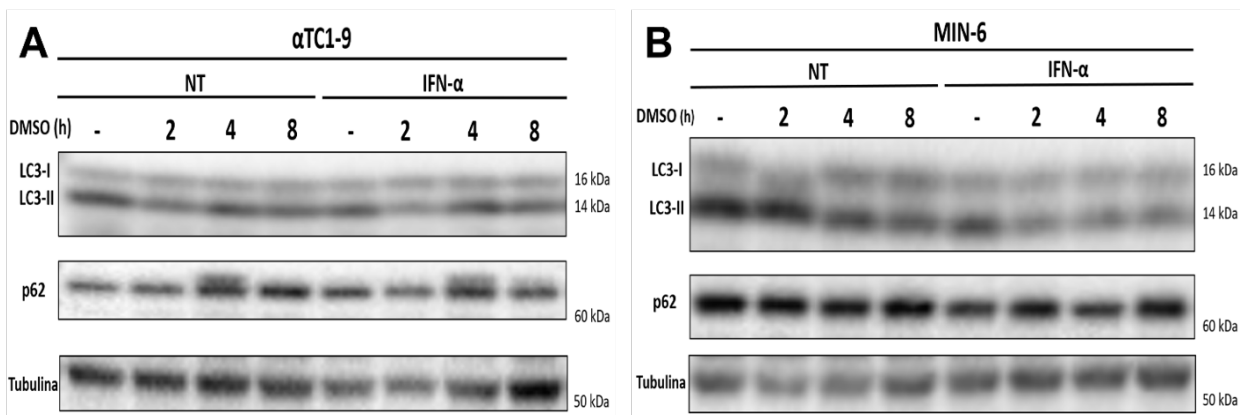 A
αTC1-9
NT IFN-α
DMSO (h) - 2 4 8 - 2 4 8
LC3-I
16 kDa
LC3-II
14 kDa
p62
60 kDa
Tubulina
50 kDa
B
MIN-6
NT IFN-α
DMSO (h) - 2 4 8 - 2 4 8
LC3-I
16 kDa
LC3-II
14 kDa
p62
60 kDa
Tubulina
50 kDa